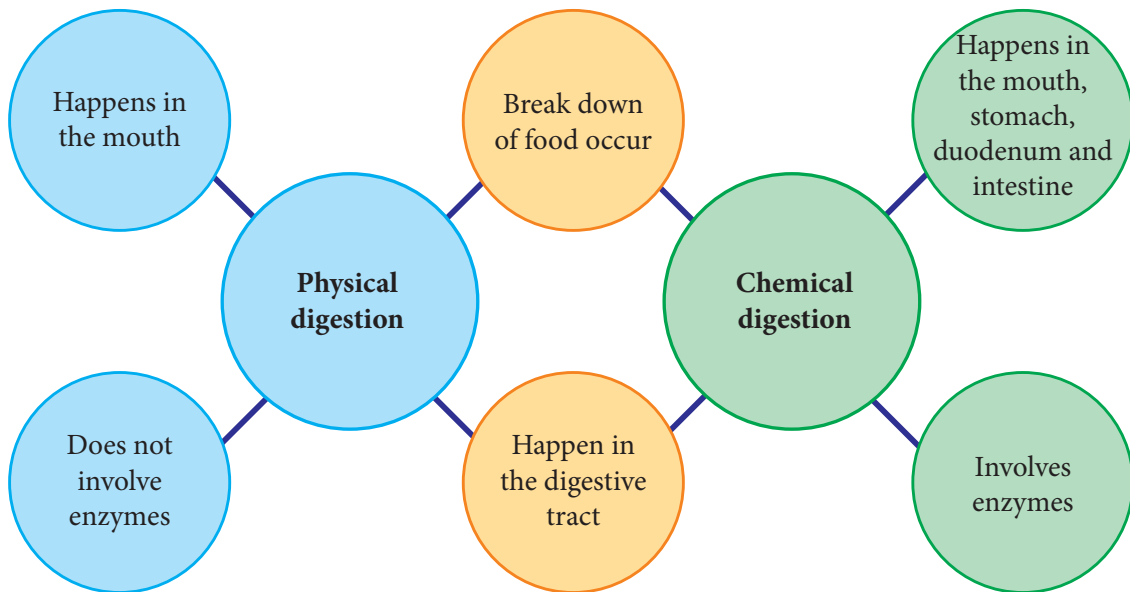 Happens in
the mouth
Break down
of food occur
Happens in
the mouth,
stomach,
duodenum and
intestine
Physical
digestion
Chemical
digestion
Does not
involve
enzymes
Happen in
the digestive
tract
Involves
enzymes